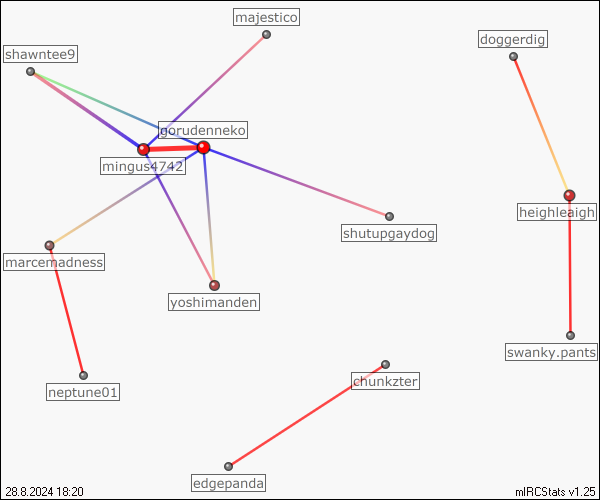 majestico
doggerdig
shawntee9
gorudenneko
mingus4742
heighleaigh
shutupgaydog
marcemadness
yoshimanden
swanky.pants
chunkzter
neptune01
edgepanda
28.8.2024 18:20
mIRCStats v1.25